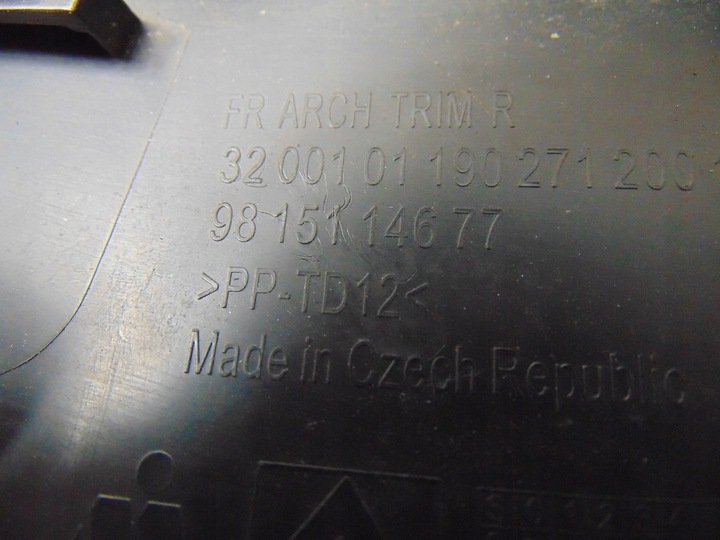 FR ARCH TRIM R
32 001 01 190 271 200
98 151 146 77
>PP-TD12<
Made in Czech Republic